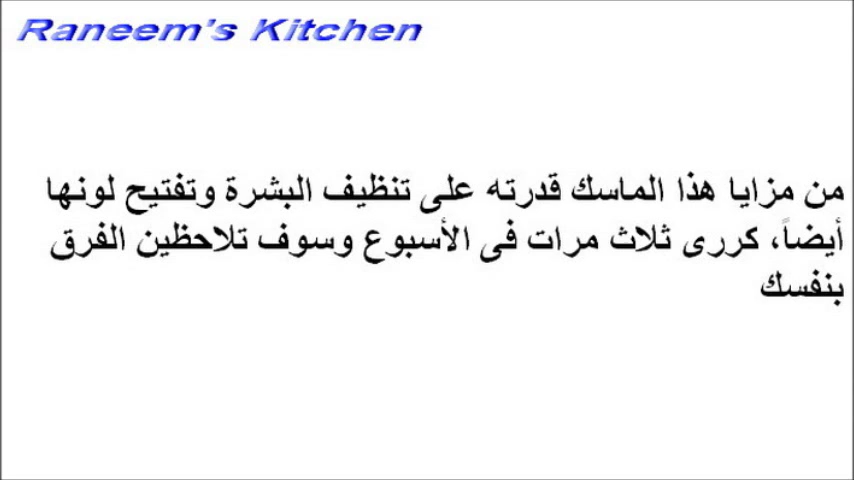 Raneem's Kitchen
من مزايا هذا الماسك قدرته على تنظيف البشرة وتفتيح لونها
أيضاً، كررى ثلاث مرات فى الأسبوع وسوف تلاحظين الفرق
بنفسك